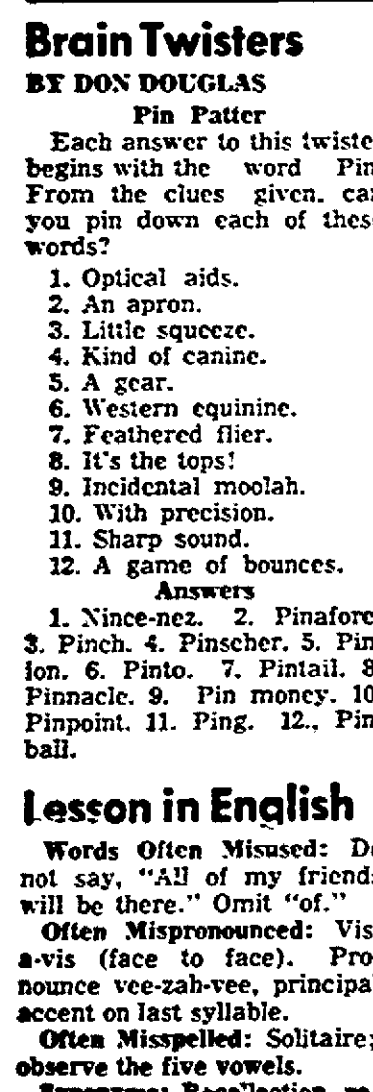 Brain Twisters
BY DON DOUGLAS
Pin Patter
Each answer to this twiste
begins with the word Pin
From the clues given. ca
you pin down each of thes
words?
1. Optical aids.
2. An apron.
3. Little squeeze.
4. Kind of canine.
5. A gear.
6. Western equinine.
7. Feathered flier.
8. It's the tops!
9. Incidental moolah.
10. With precision.
11. Sharp sound.
12. A game of bounces.
Answers
1. Nince-nez. 2. Pinafore
3. Pinch. 4. Pinscher. 5. Pin
ion. 6. Pinto. 7. Pintail. 8
Pinnacle. 9. Pin money. 10
Pinpoint. 11. Ping. 12., Pin
ball.
Lesson in English
Words Often Misused: Do
not say, "All of my friend
will be there." Omit "of."
Often Mispronounced: Vis
a-vis (face to face). Pro
nounce vee-zah-vee, principal
accent on last syllable.
Often Misspelled: Solitaire;
observe the five vowels.